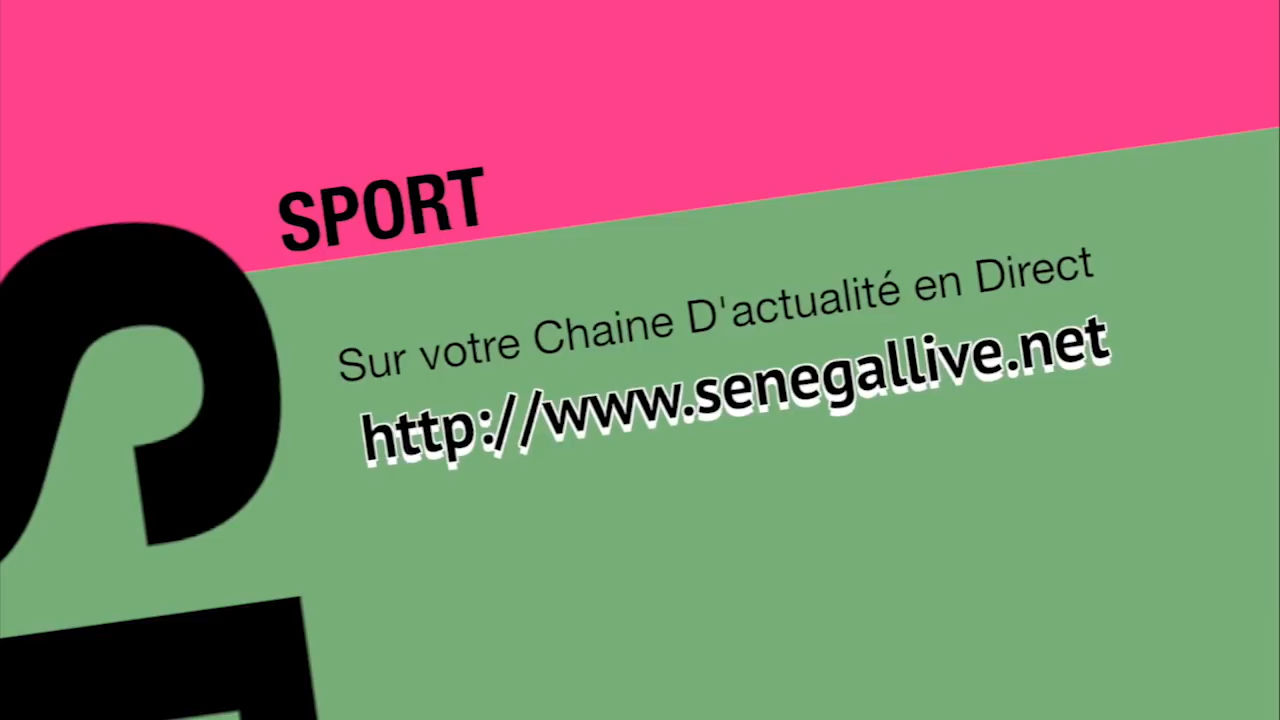 SPORT
Sur votre Chaine D'actualité en Direct
http://www.senegallive.net